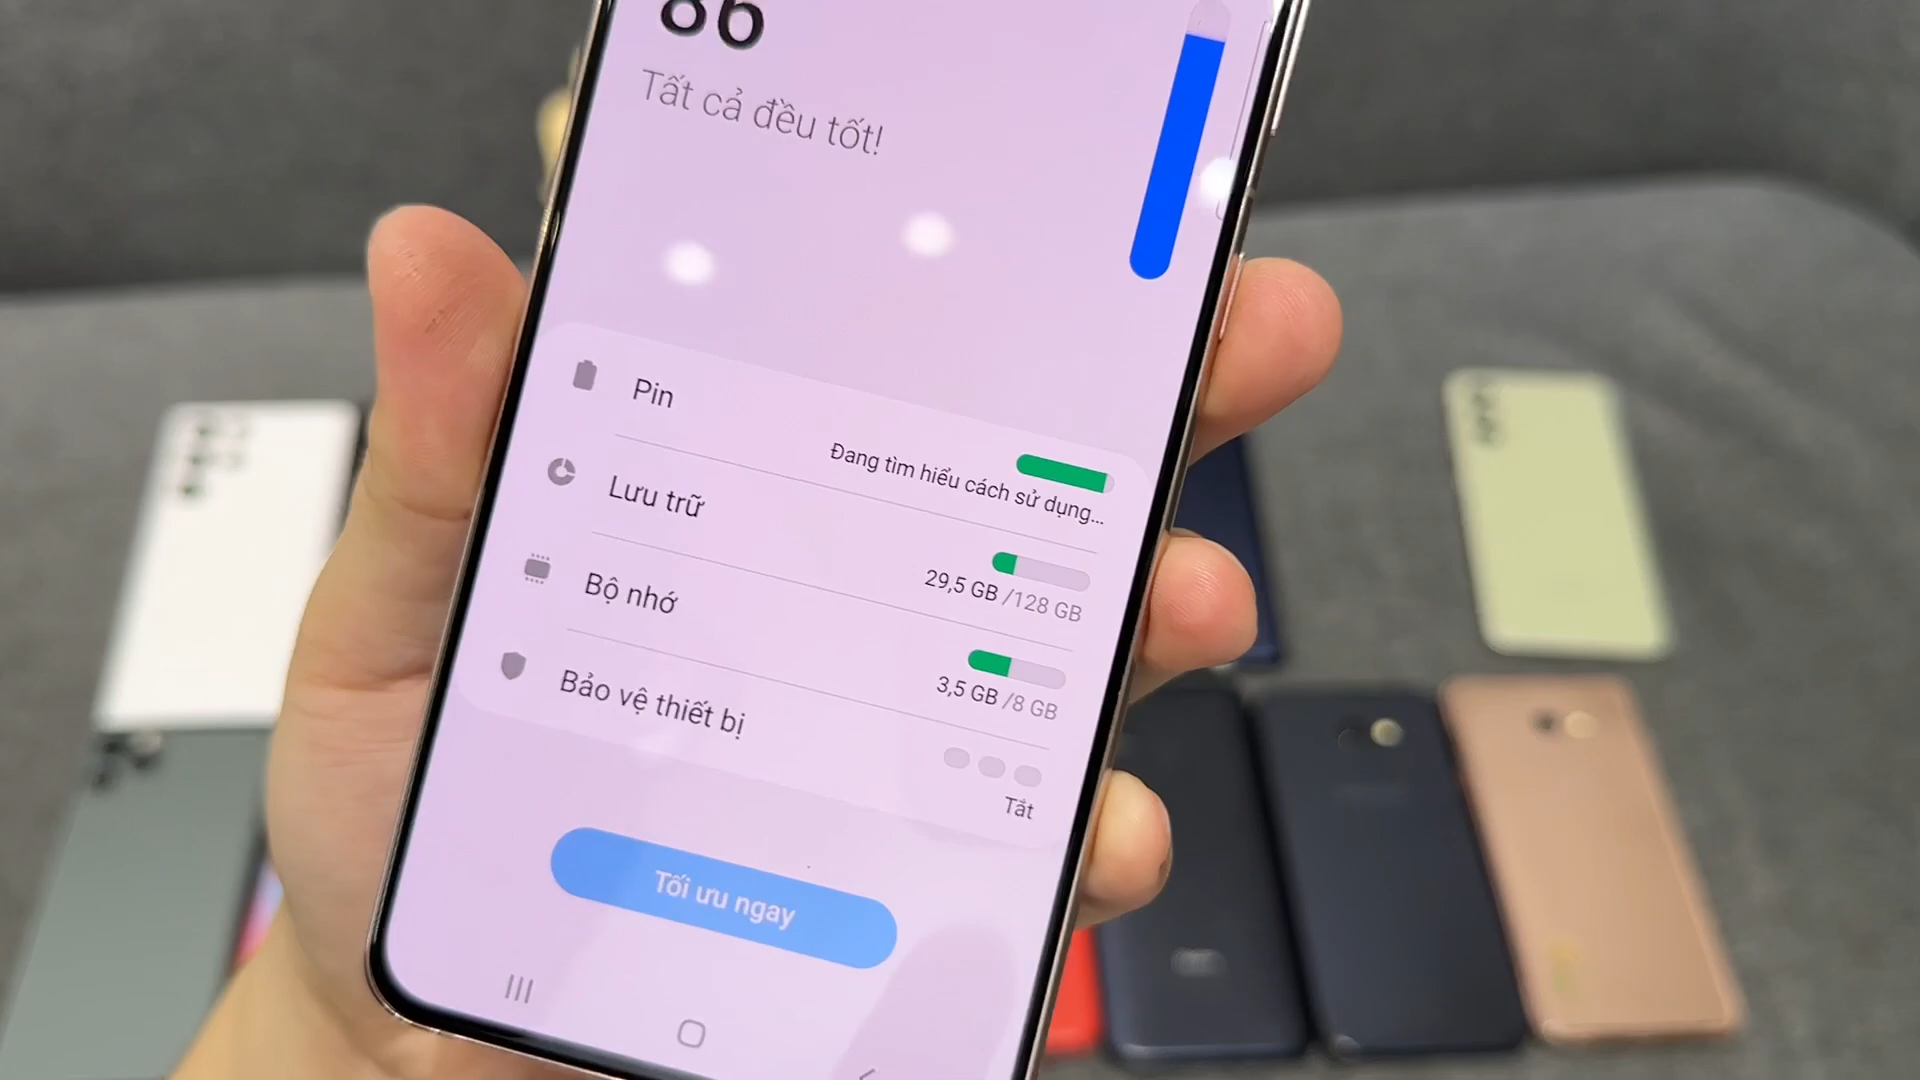 86
Tất cả đều tốt!
Pin
Đang tìm hiểu cách sử dụng...
Lưu trữ
29,5 GB /128 GB
Bộ nhớ
3,5 GB /8 GB
Bảo vệ thiết bị
Tắt
Tối ưu ngay